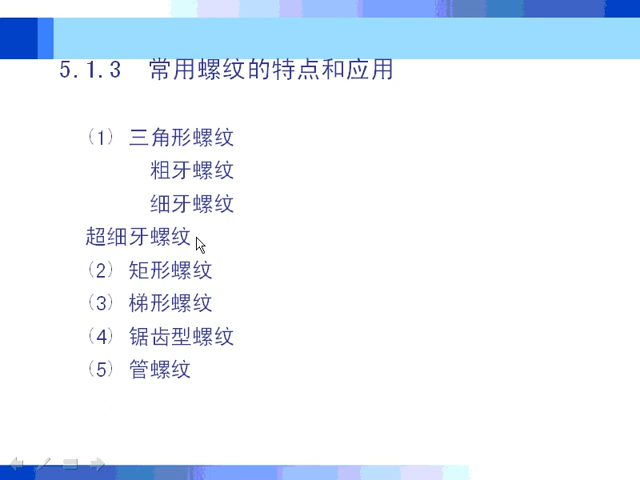 5.1.3 常用螺纹的特点和应用
(1) 三角形螺纹
粗牙螺纹
细牙螺纹
超细牙螺纹
(2) 矩形螺纹
(3) 梯形螺纹
(4) 锯齿型螺纹
(5) 管螺纹